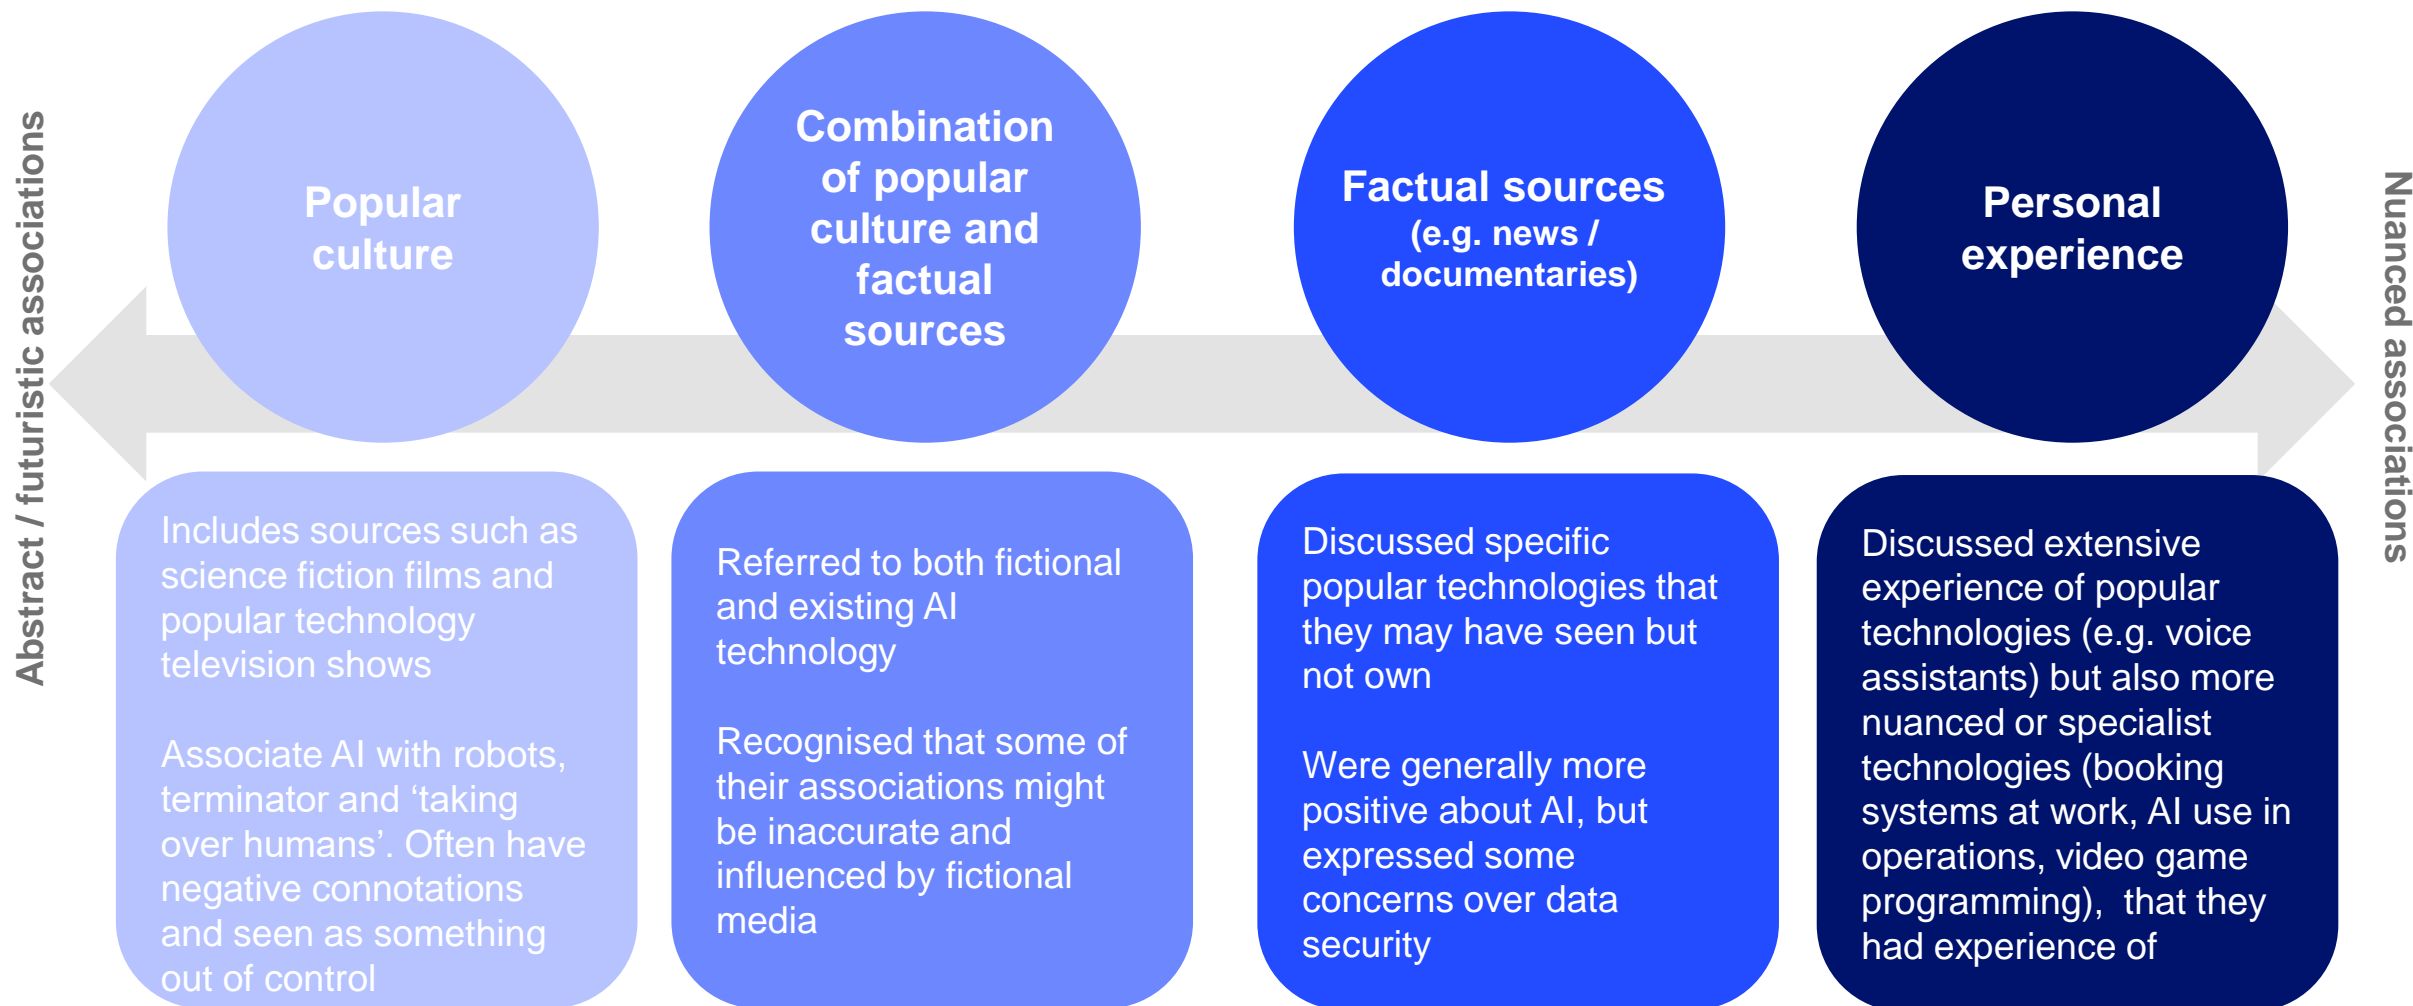 Abstract / futuristic associations
Popular
culture
Combination
of popular
culture and
factual
sources
Factual sources
(e.g. news /
documentaries)
Personal
experience
Nuanced associations
Includes sources such as
science fiction films and
popular technology
television shows
Associate AI with robots,
terminator and ‘taking
over humans’. Often have
negative connotations
and seen as something
out of control
Referred to both fictional
and existing AI
technology
Recognised that some of
their associations might
be inaccurate and
influenced by fictional
media
Discussed specific
popular technologies that
they may have seen but
not own
Were generally more
positive about AI, but
expressed some
concerns over data
security
Discussed extensive
experience of popular
technologies (e.g. voice
assistants) but also more
nuanced or specialist
technologies (booking
systems at work, AI use in
operations, video game
programming),  that they
had experience of